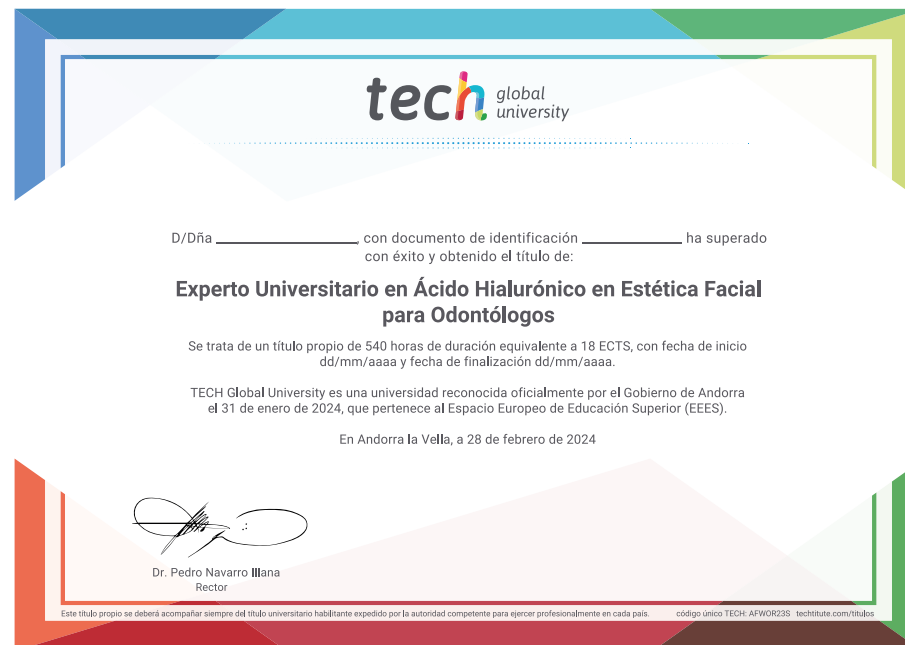 tech global university
D/Dña ____________________, con documento de identificación ______________ ha superado
con éxito y obtenido el título de:
Experto Universitario en Ácido Hialurónico en Estética Facial
para Odontólogos
Se trata de un título propio de 540 horas de duración equivalente a 18 ECTS, con fecha de inicio
dd/mm/aaaa y fecha de finalización dd/mm/aaaa.
TECH Global University es una universidad reconocida oficialmente por el Gobierno de Andorra
el 31 de enero de 2024, que pertenece al Espacio Europeo de Educación Superior (EEES).
En Andorra la Vella, a 28 de febrero de 2024
Dr. Pedro Navarro Illana
Rector
Este título propio se deberá acompañar siempre del título universitario habilitante expedido por la autoridad competente para ejercer profesionalmente en cada país. código único TECH: AFWOR23S techtitute.com/titulos